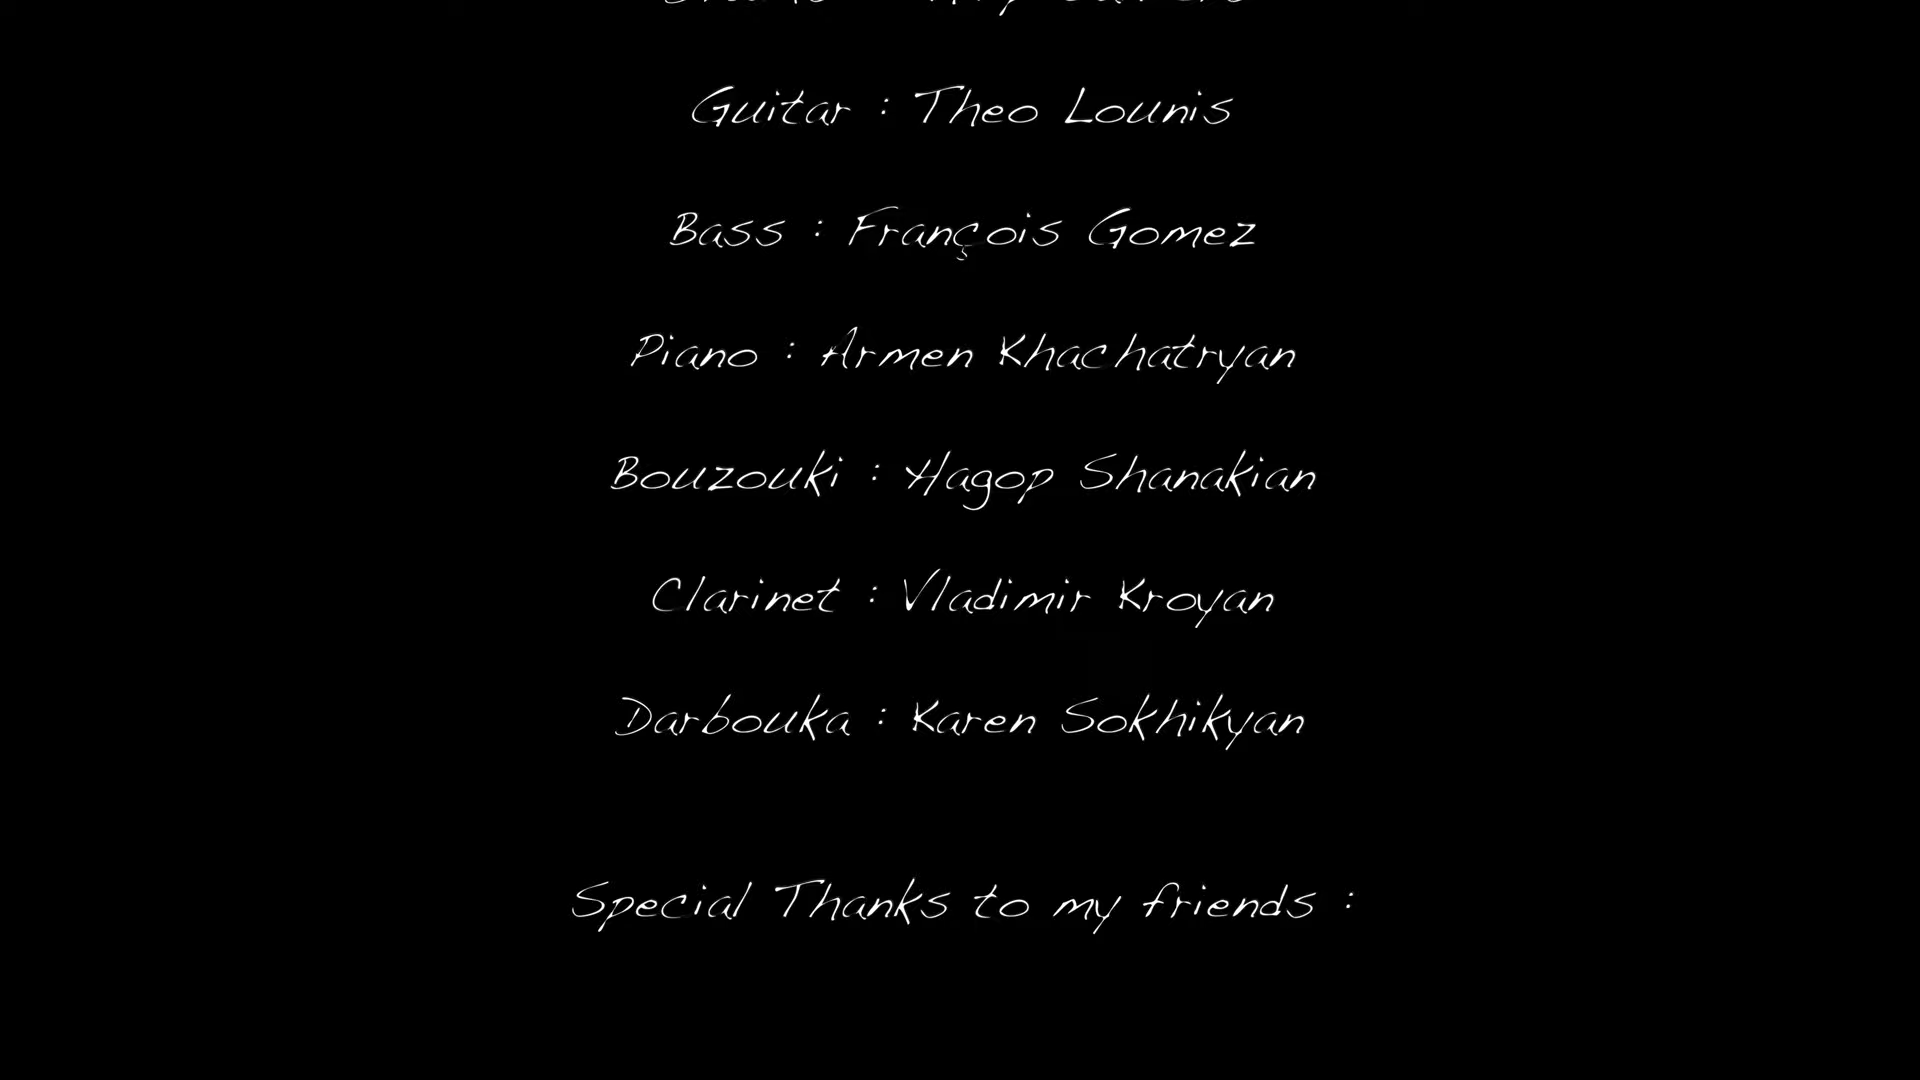 Guitar : Theo Lounis
Bass : François Gomez
Piano : Armen Khachatryan
Bouzouki : Hagop Shanakian
Clarinet : Vladimir Kroyan
Darbouka : Karen Sokhikyan
Special Thanks to my friends :